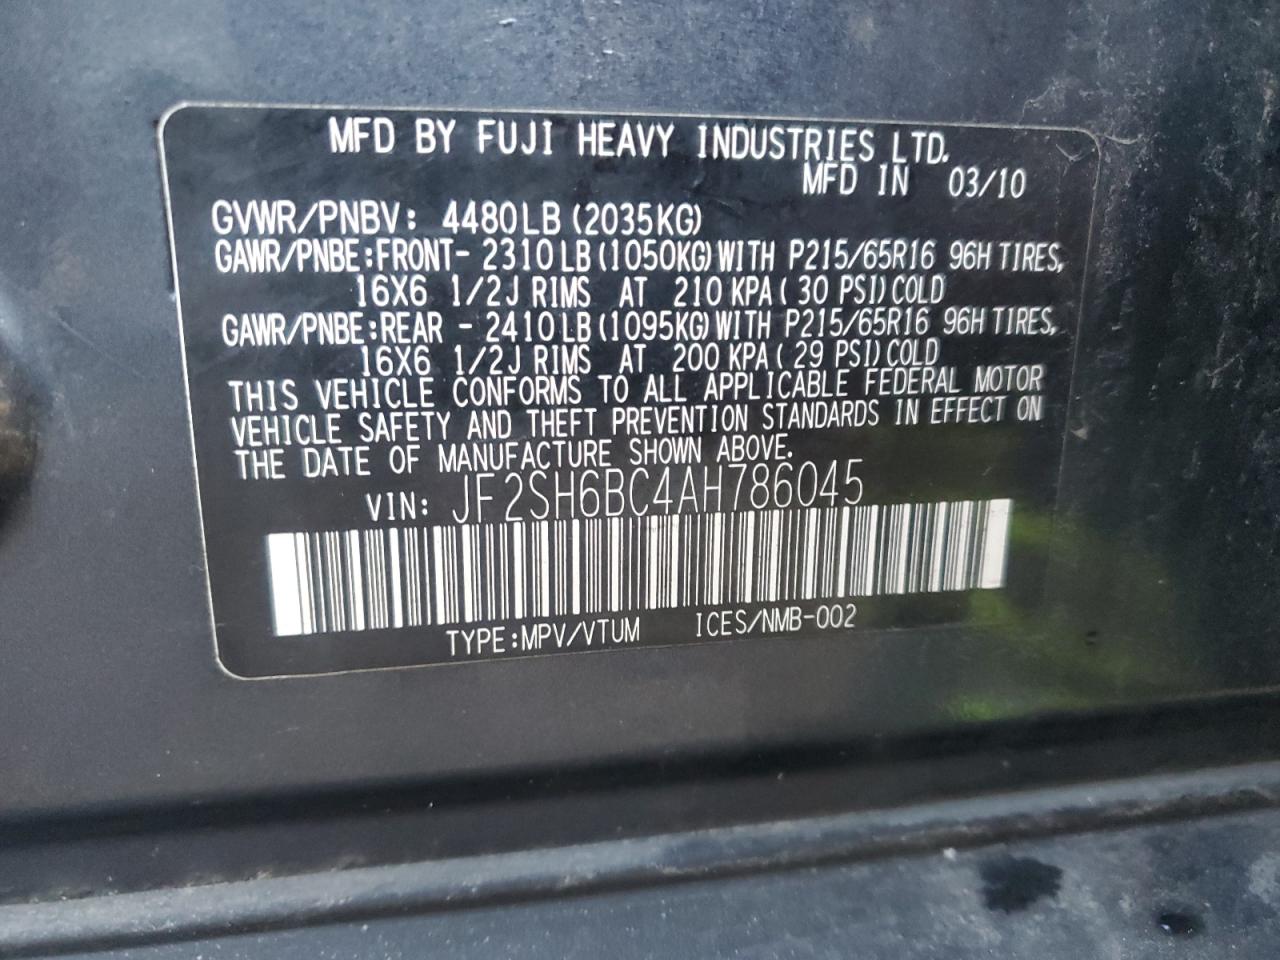 MFD BY FUJI HEAVY INDUSTRIES LTD.
MFD IN 03/10
GVWR/PNBV: 4480LB (2035KG)
GAWR/PNBE:FRONT- 2310LB (1050KG) WITH P215/65R16 96H TIRES,
16X6 1/2J RIMS AT 210 KPA ( 30 PSI) COLD
GAWR/PNBE:REAR - 2410LB (1095KG) WITH P215/65R16 96H TIRES,
16X6 1/2J RIMS AT 200 KPA ( 29 PSI) COLD
THIS VEHICLE CONFORMS TO ALL APPLICABLE FEDERAL MOTOR
VEHICLE SAFETY AND THEFT PREVENTION STANDARDS IN EFFECT ON
THE DATE OF MANUFACTURE SHOWN ABOVE.
VIN: JF2SH6BC4AH786045
TYPE:MPV/VTUM ICES/NMB-002